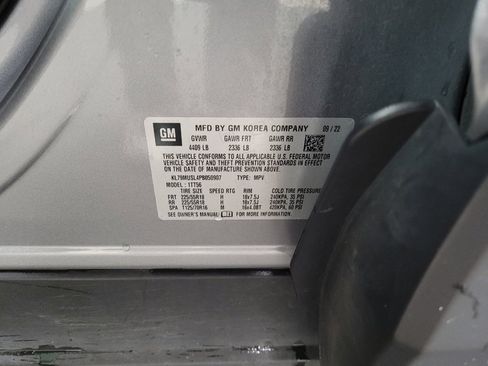 GM
MFD BY GM KOREA COMPANY 09 / 22
GVWR GAWR FRT GAWR RR
4409 LB 2336 LB 2336 LB
THIS VEHICLE CONFORMS TO ALL APPLICABLE U.S. FEDERAL MOTOR
VEHICLE SAFETY AND THEFT PREVENTION STANDARDS IN EFFECT
ON THE DATE OF MANUFACTURE SHOWN ABOVE.
KL79MUSL4PB050907 TYPE: MPV
MODEL: 1TT56
TIRE SIZE SPEED RTG RIM COLD TIRE PRESSURE
FRT 225/55R18 H 18x7.5J 240KPA, 35 PSI
RR 225/55R18 H 18x7.5J 240KPA, 35 PSI
SPA T125/70R16 M 16x4.0BT 420KPA, 60 PSI
SEE OWNER'S MANUAL FOR MORE INFORMATION